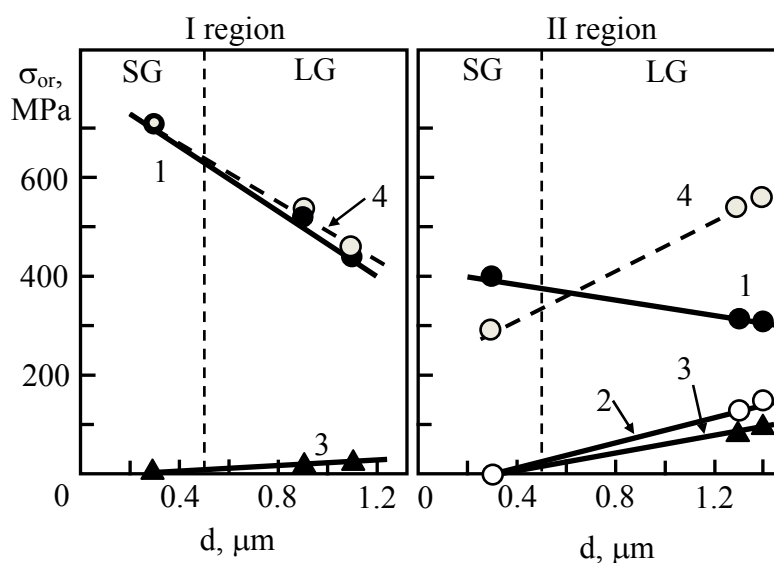 I region
II region
SG
LG
SG
LG
σor,
MPa
600
400
200
0
1
4
3
4
1
2
3
0.4
0.8
1.2
0
0.4
0.8
1.2
d, μm
d, μm